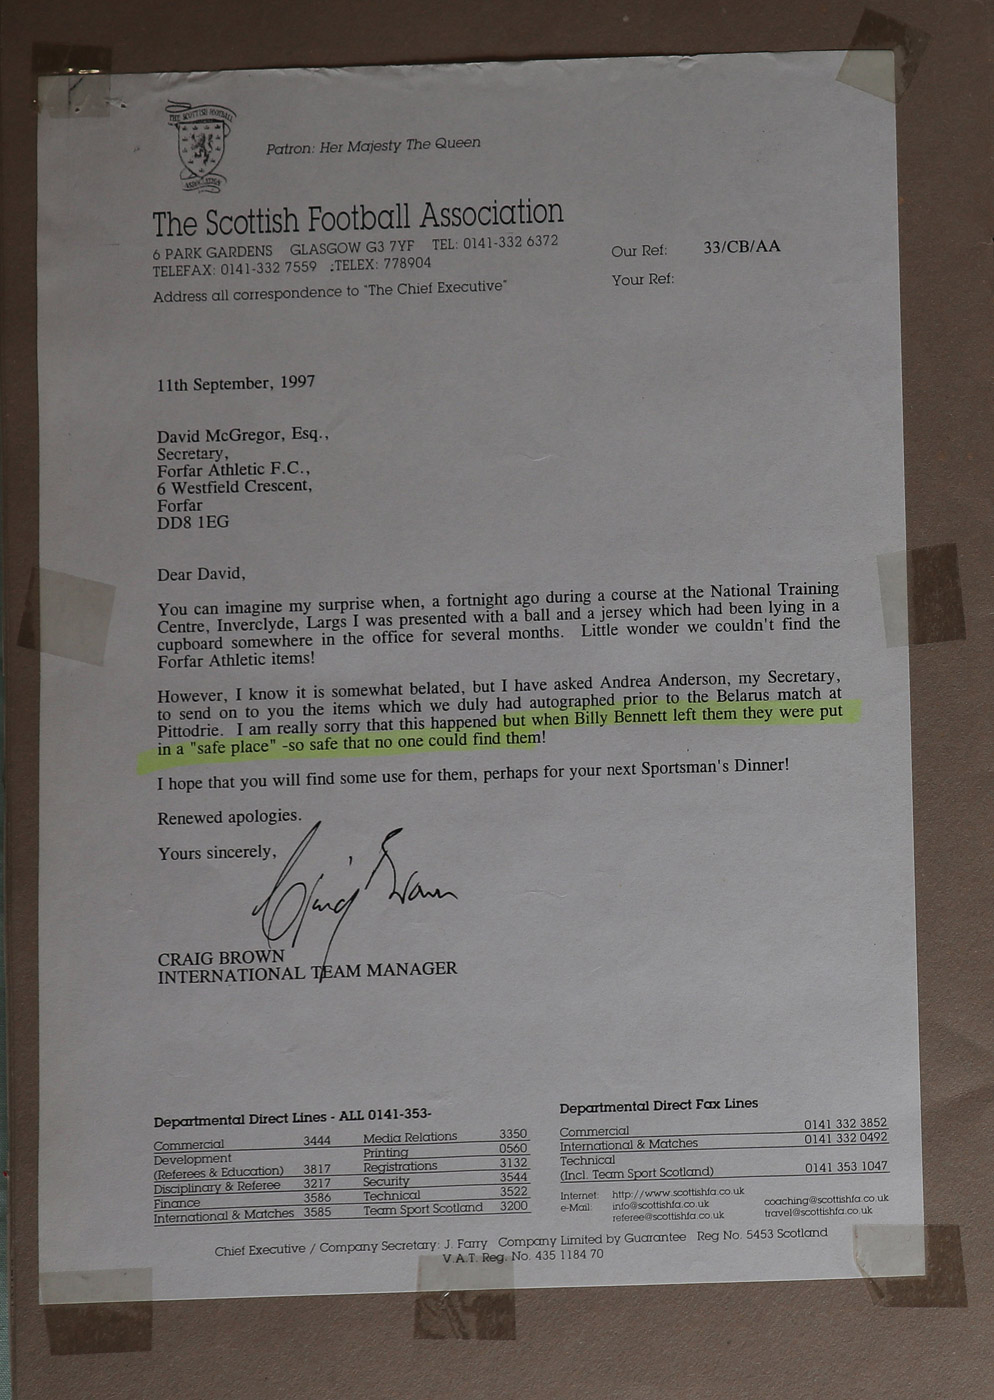 THE SCOTTISH FOOTBALL
ASSOCIATION
Patron: Her Majesty The Queen
The Scottish Football Association
6 PARK GARDENS GLASGOW G3 7YF TEL: 0141-332 6372
TELEFAX: 0141-332 7559 :TELEX: 778904
Address all correspondence to "The Chief Executive"
Our Ref: 33/CB/AA
Your Ref:
11th September, 1997
David McGregor, Esq.,
Secretary,
Forfar Athletic F.C.,
6 Westfield Crescent,
Forfar
DD8 1EG
Dear David,
You can imagine my surprise when, a fortnight ago during a course at the National Training
Centre, Inverclyde, Largs I was presented with a ball and a jersey which had been lying in a
cupboard somewhere in the office for several months. Little wonder we couldn't find the
Forfar Athletic items!
However, I know it is somewhat belated, but I have asked Andrea Anderson, my Secretary,
to send on to you the items which we duly had autographed prior to the Belarus match at
Pittodrie. I am really sorry that this happened but when Billy Bennett left them they were put
in a "safe place" -so safe that no one could find them!
I hope that you will find some use for them, perhaps for your next Sportsman's Dinner!
Renewed apologies.
Yours sincerely,
Craig Brown
CRAIG BROWN
INTERNATIONAL TEAM MANAGER
Departmental Direct Lines - ALL 0141-353-
Commercial 3444 Media Relations 3350
Development Printing 0560
(Referees & Education) 3817 Registrations 3132
Disciplinary & Referee 3217 Security 3544
Finance 3586 Technical 3522
International & Matches 3585 Team Sport Scotland 3200
Departmental Direct Fax Lines
Commercial 0141 332 3852
International & Matches 0141 332 0492
Technical
(Incl. Team Sport Scotland) 0141 353 1047
Internet: http://www.scottishfa.co.uk
e-Mail: info@scottishfa.co.uk coaching@scottishfa.co.uk
referee@scottishfa.co.uk travel@scottishfa.co.uk
Chief Executive / Company Secretary: J. Farry Company Limited by Guarantee Reg No. 5453 Scotland
V.A.T. Reg. No. 435 1184 70